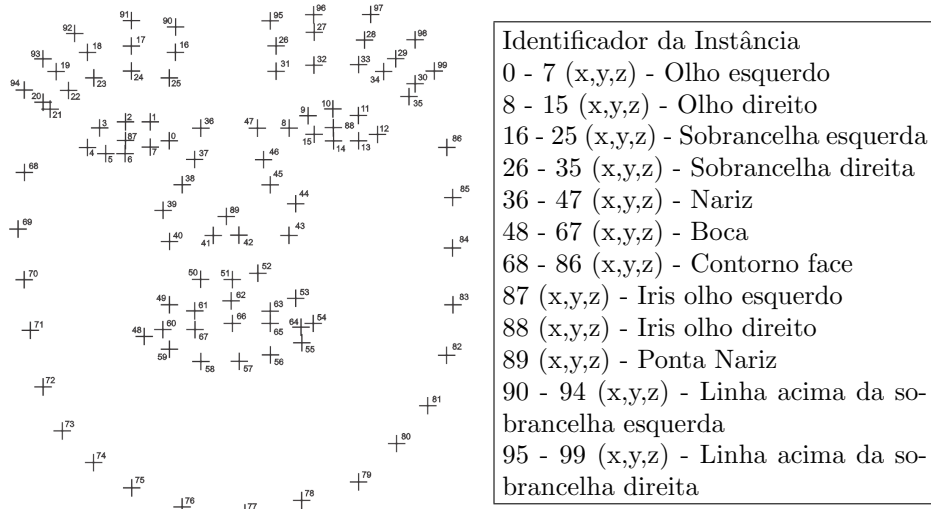 91 90 95 96 97
92 17 16 26 27 28 98
93 18 29
19 24 23 25 31 32 33 34 99
94 22 30
20 21 35
3 2 1 36 47 8 9 10 11
87 0 88 12 86
4 5 6 7 15 14 13
37 46
68 38 45 85
39 44
69 89
40 41 42 43 84
70 50 51 52
49 62 53 83
61 63
71 48 60 67 66 65 64 54
59 58 57 56 55 82
72
81
73 80
74
75 79
76 77 78
Identificador da Instância
0 - 7 (x,y,z) - Olho esquerdo
8 - 15 (x,y,z) - Olho direito
16 - 25 (x,y,z) - Sobrancelha esquerda
26 - 35 (x,y,z) - Sobrancelha direita
36 - 47 (x,y,z) - Nariz
48 - 67 (x,y,z) - Boca
68 - 86 (x,y,z) - Contorno face
87 (x,y,z) - Iris olho esquerdo
88 (x,y,z) - Iris olho direito
89 (x,y,z) - Ponta Nariz
90 - 94 (x,y,z) - Linha acima da so-
brancelha esquerda
95 - 99 (x,y,z) - Linha acima da so-
brancelha direita